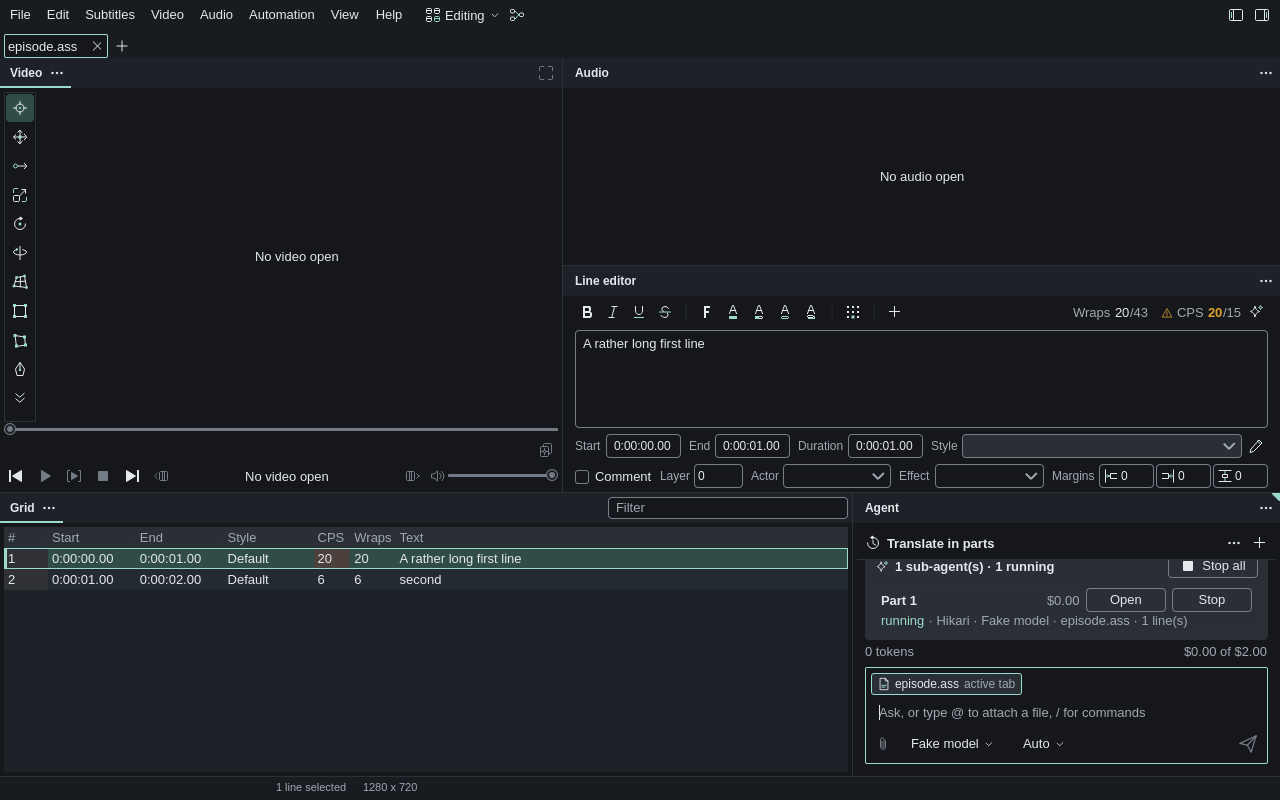 File Edit Subtitles Video Audio Automation View Help Editing
episode.ass
Video
No video open
No video open
Audio
No audio open
Line editor
B I U S F A A A A Wraps 20/43 CPS 20/15
A rather long first line
Start 0:00:00.00 End 0:00:01.00 Duration 0:00:01.00 Style
Comment Layer 0 Actor Effect Margins 0 0 0
Grid Filter
# Start End Style CPS Wraps Text
1 0:00:00.00 0:00:01.00 Default 20 20 A rather long first line
2 0:00:01.00 0:00:02.00 Default 6 6 second
Agent
Translate in parts
1 sub-agent(s) · 1 running Stop all
Part 1 $0.00 Open Stop
running · Hikari · Fake model · episode.ass · 1 line(s)
0 tokens $0.00 of $2.00
episode.ass active tab
Ask, or type @ to attach a file, / for commands
Fake model Auto
1 line selected 1280 x 720